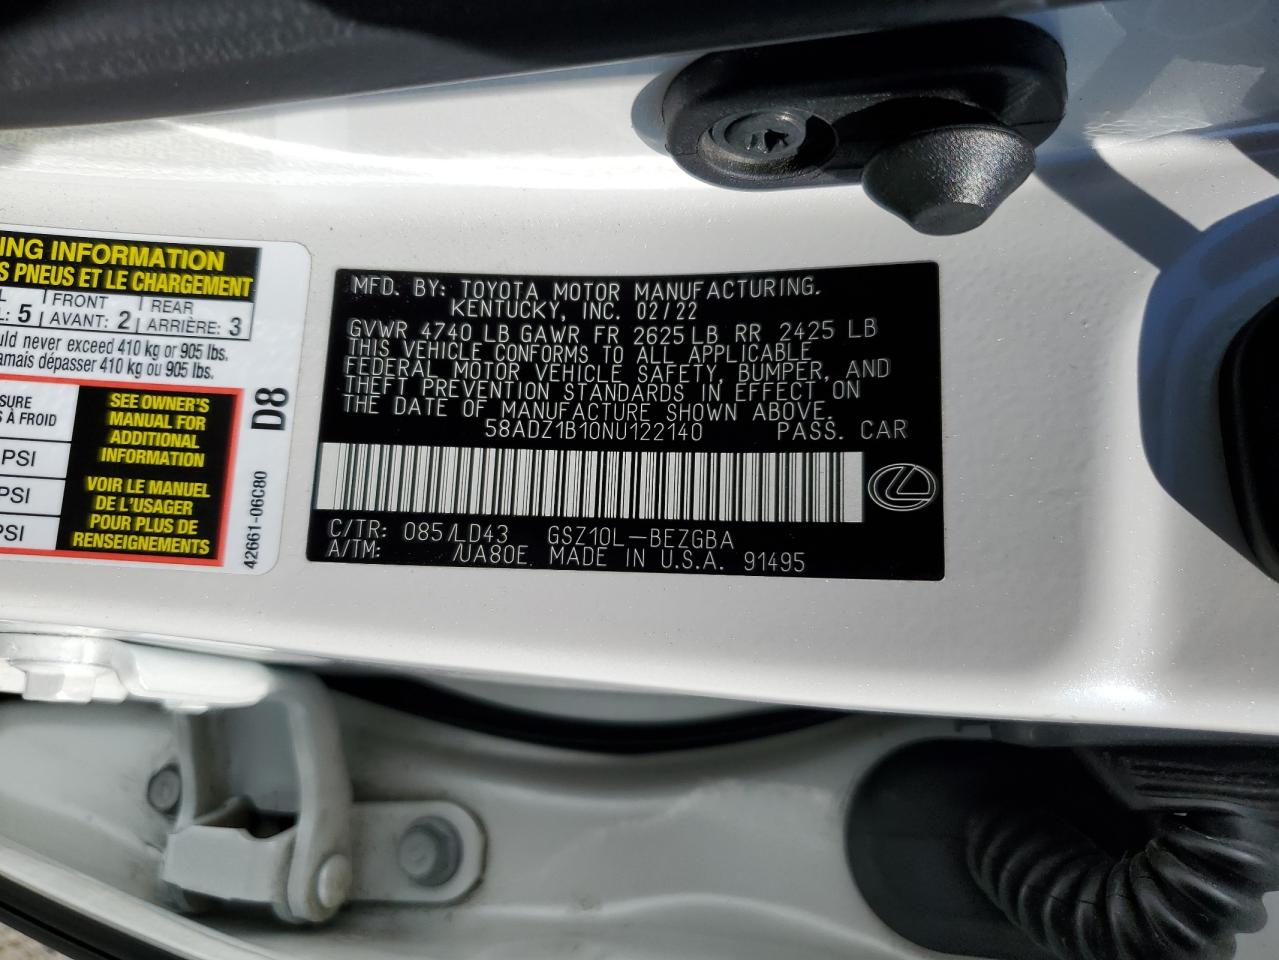 ING INFORMATION
S PNEUS ET LE CHARGEMENT
L FRONT REAR
L: 5 AVANT: 2 ARRIÈRE: 3
uld never exceed 410 kg or 905 lbs.
amais dépasser 410 kg ou 905 lbs.
SURE
S À FROID
PSI
PSI
PSI
SEE OWNER'S
MANUAL FOR
ADDITIONAL
INFORMATION
VOIR LE MANUEL
DE L'USAGER
POUR PLUS DE
RENSEIGNEMENTS
D8
42661-06C80
MFD. BY: TOYOTA MOTOR MANUFACTURING.
KENTUCKY, INC. 02/22
GVWR 4740 LB GAWR FR 2625 LB RR 2425 LB
THIS VEHICLE CONFORMS TO ALL APPLICABLE
FEDERAL MOTOR VEHICLE SAFETY, BUMPER, AND
THEFT PREVENTION STANDARDS IN EFFECT ON
THE DATE OF MANUFACTURE SHOWN ABOVE.
58ADZ1B10NU122140 PASS. CAR
C/TR: 085/LD43 GSZ10L-BEZGBA
A/TM: /UA80E. MADE IN U.S.A. 91495